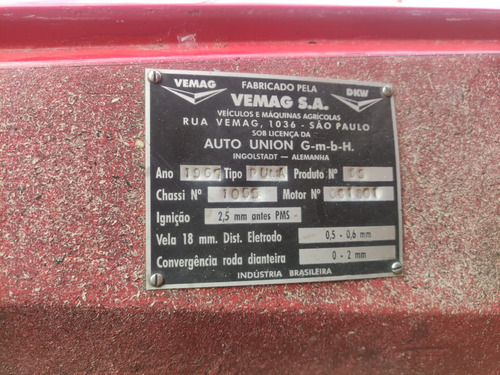 VEMAG FABRICADO PELA DKW
VEMAG S.A.
VEÍCULOS E MÁQUINAS AGRÍCOLAS
RUA VEMAG, 1036 - SÃO PAULO
SOB LICENÇA DA
AUTO UNION G-m-b-H.
INGOLSTADT — ALEMANHA
Ano Tipo PUMA Produto Nº
Chassi Nº Motor Nº
Ignição 2,5 mm antes PMS
Vela 18 mm. Dist. Eletrodo 0,5 - 0,6 mm
Convergência roda dianteira 0 - 2 mm
INDÚSTRIA BRASILEIRA